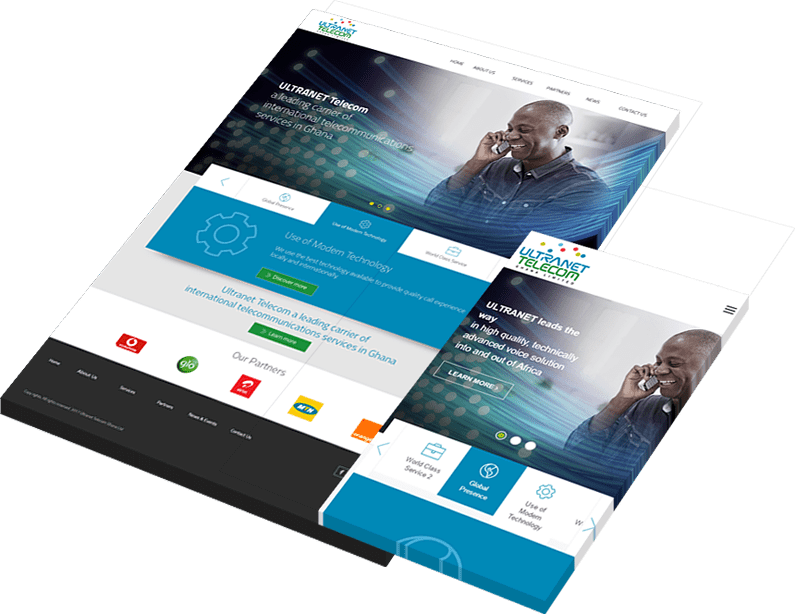 ULTRANET
TELECOM
HOME
ABOUT US
SERVICES
PARTNERS
NEWS
CONTACT US
ULTRANET Telecom
a leading carrier of
international telecommunications
services in Ghana.
Global Presence
Use of Modern Technology
World Class Service
Use of Modern Technology
We use the best technology available to provide quality call experience
locally and internationally.
Discover more
Ultranet Telecom a leading carrier of
international telecommunications services in Ghana
Learn more
Our Partners
glo
airtel
MTN
orange
Home
About Us
Services
Partners
News & Events
Contact Us
ULTRANET
TELECOM
GHANA LIMITED
ULTRANET leads the
way
in high quality, technically
advanced voice solution
into and out of Africa
LEARN MORE
World Class
Service 2
Global
Presence
Use of
Modern
Technology
W